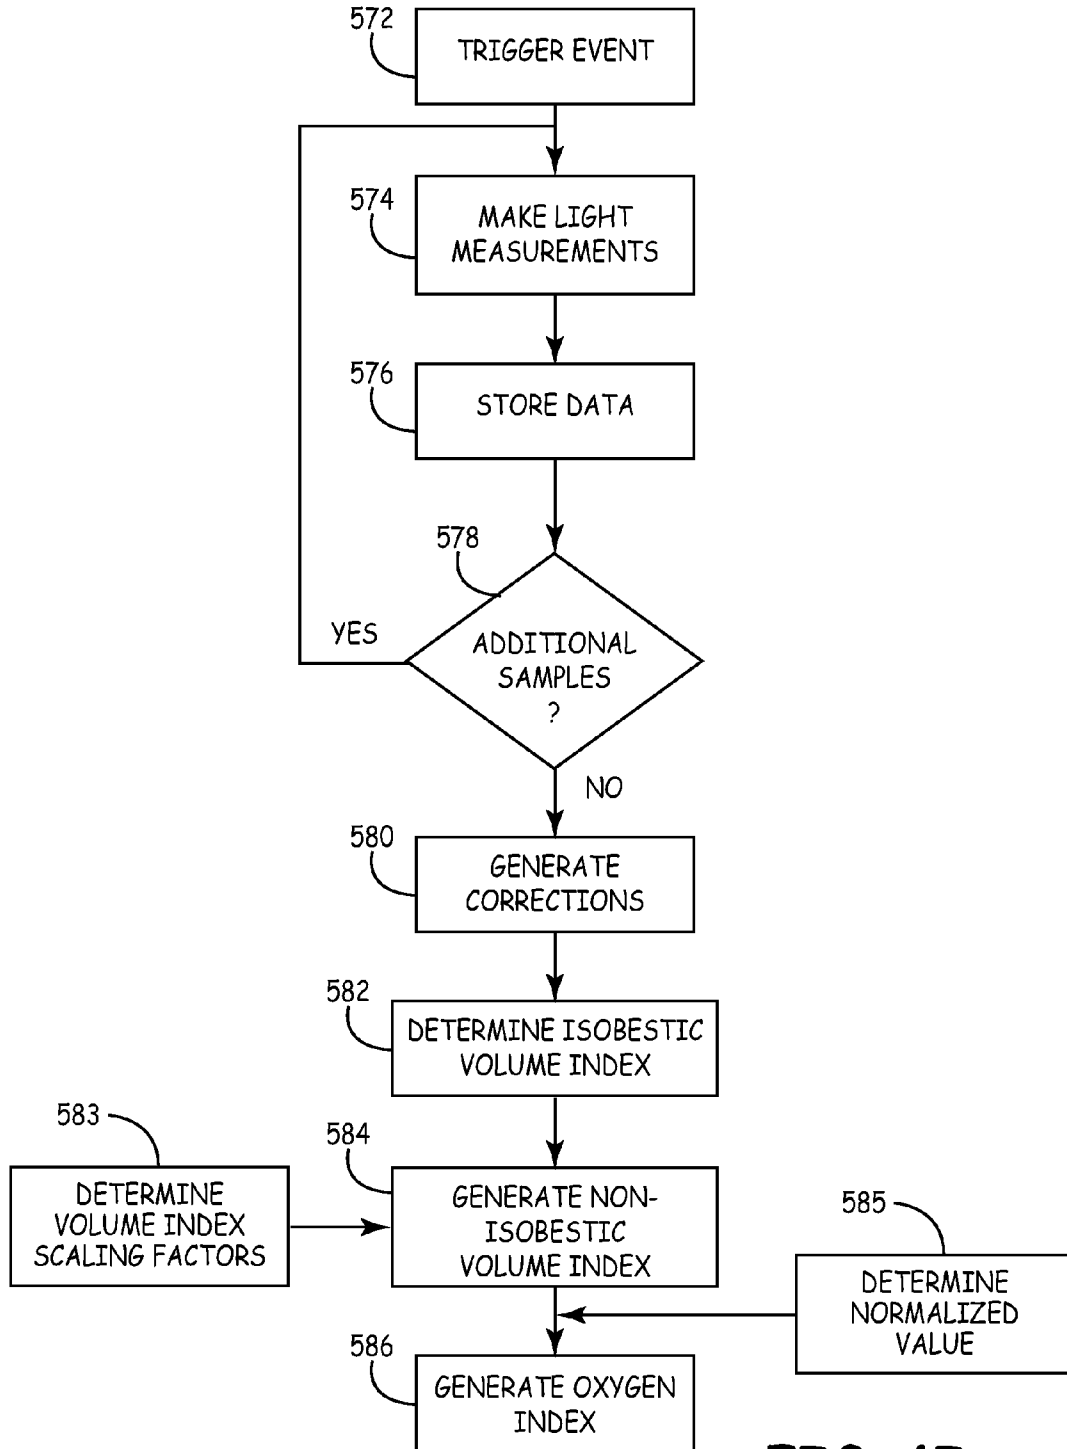 572
TRIGGER EVENT
574
MAKE LIGHT
MEASUREMENTS
576
STORE DATA
578
YES
ADDITIONAL
SAMPLES
?
NO
580
GENERATE
CORRECTIONS
582
DETERMINE ISOBESTIC
VOLUME INDEX
583
DETERMINE
VOLUME INDEX
SCALING FACTORS
584
GENERATE NON-
ISOBESTIC
VOLUME INDEX
585
DETERMINE
NORMALIZED
VALUE
586
GENERATE OXYGEN
INDEX